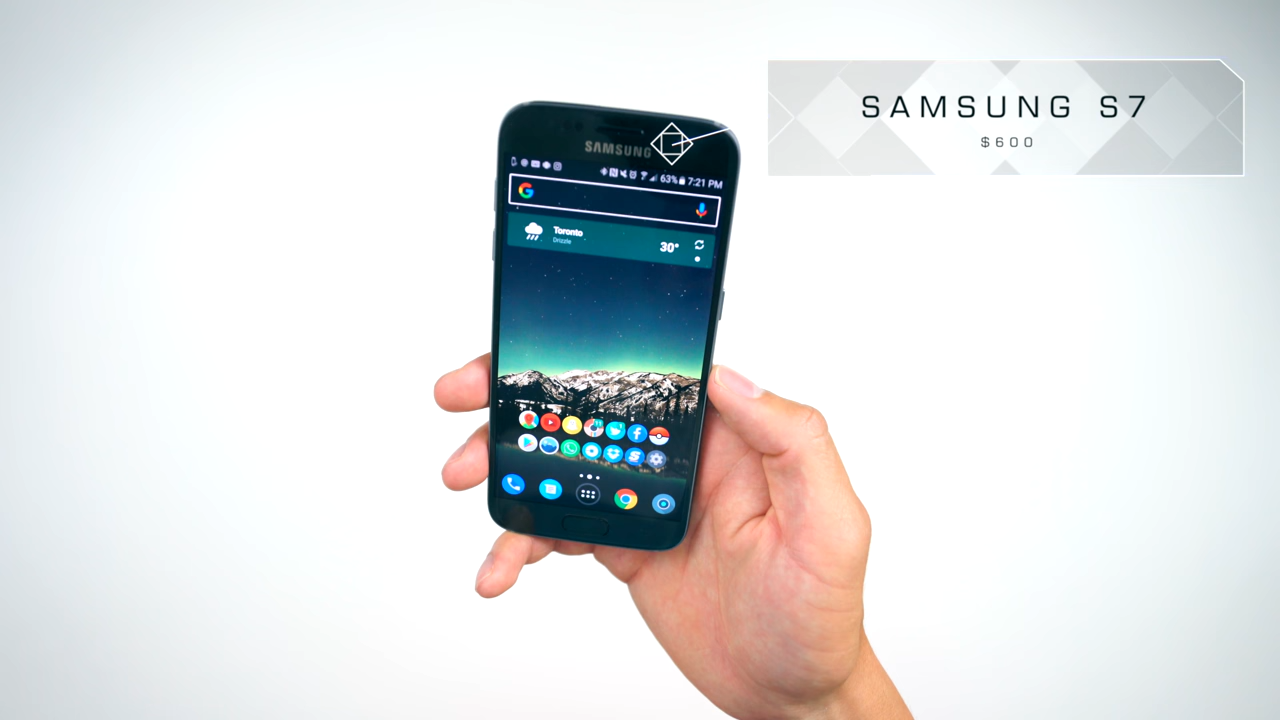 SAMSUNG S7
$600
SAMSUNG
63% 7:21 PM
Toronto
Drizzle
30°